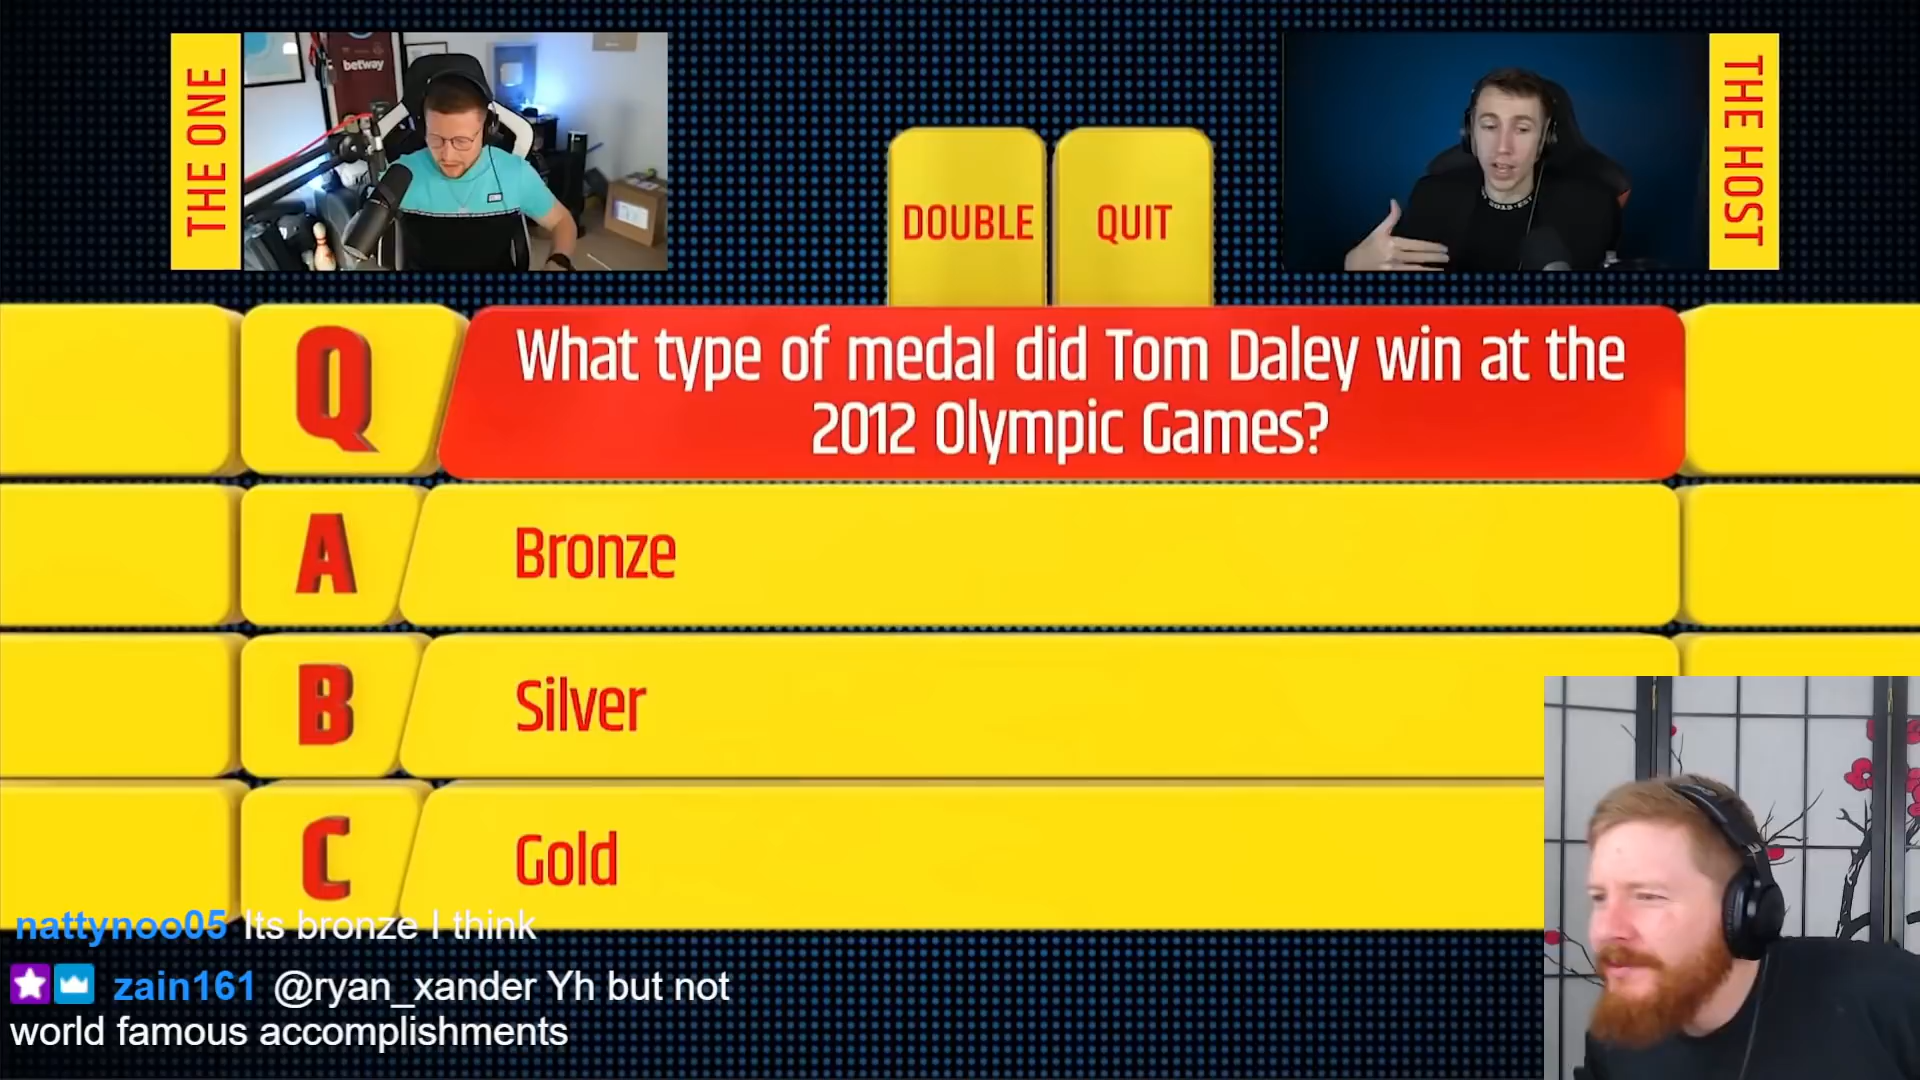 THE ONE
betway
DOUBLE
QUIT
THE HOST
Q
What type of medal did Tom Daley win at the
2012 Olympic Games?
A
Bronze
B
Silver
C
Gold
nattynoo05 Its bronze I think
zain161 @ryan_xander Yh but not
world famous accomplishments